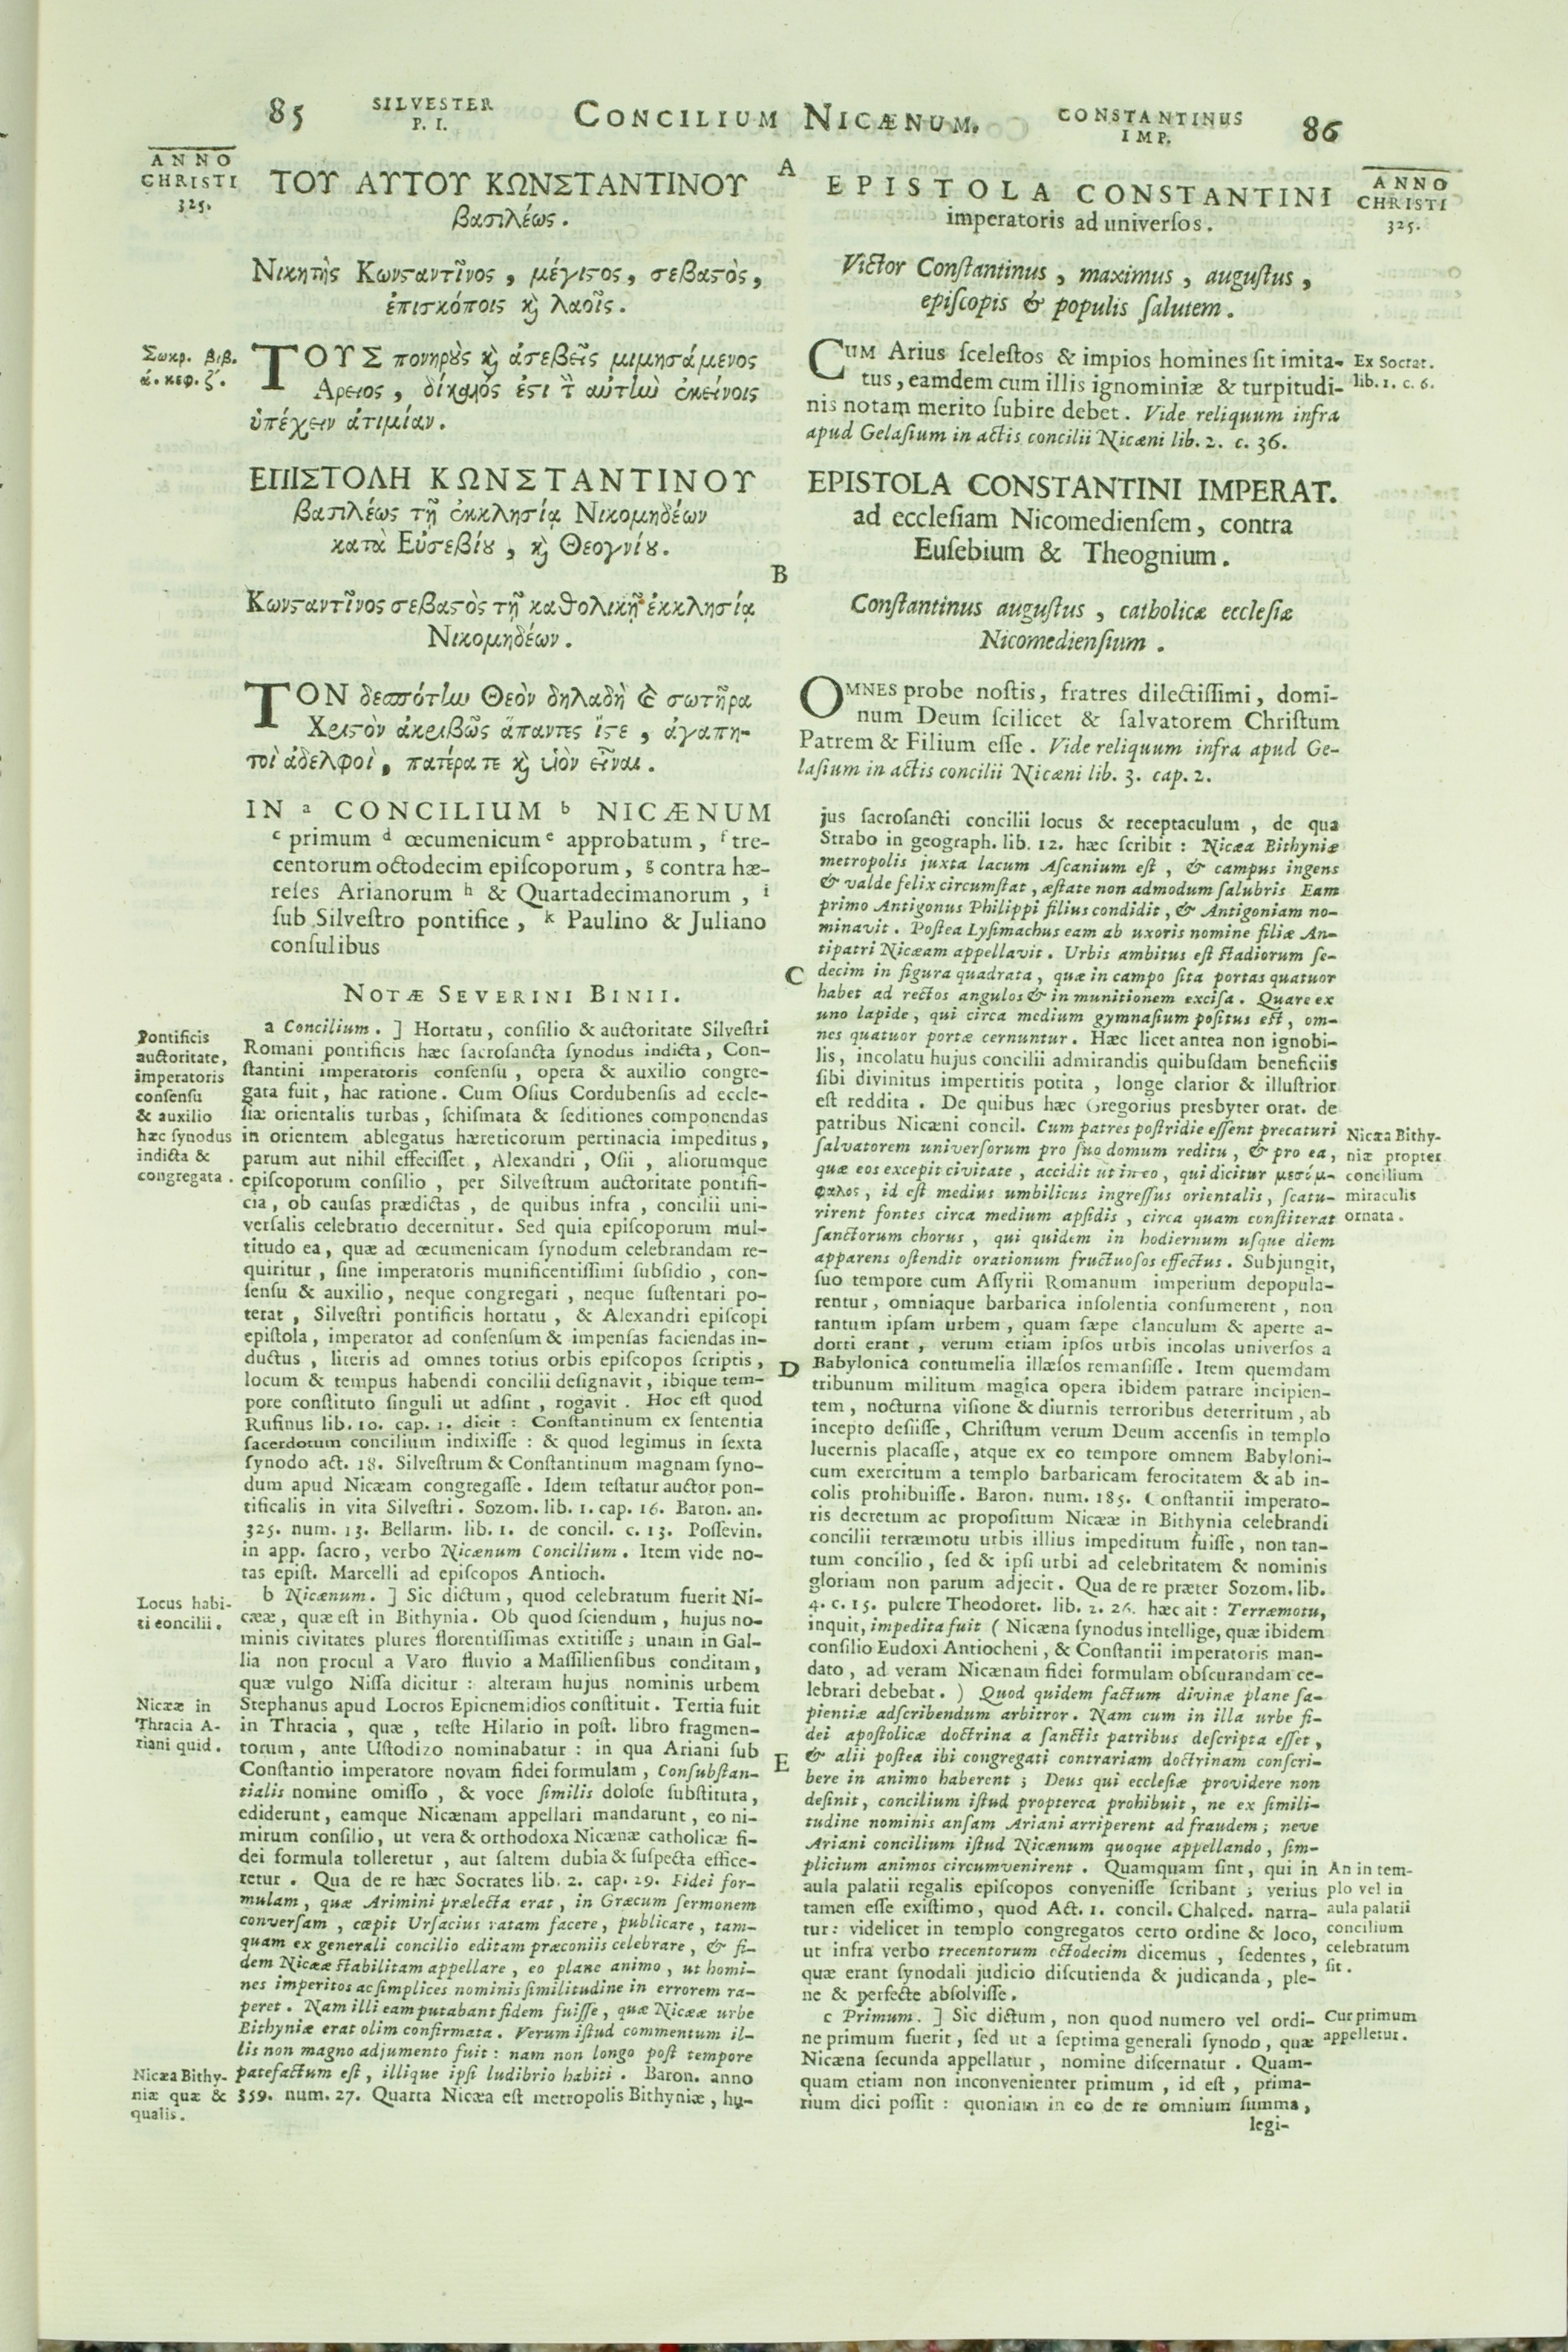 85 SILVESTER P. I. CONCILIUM NICÆNUM. CONSTANTINUS IMP. 86
ANNO
CHRISTI
325.
ΤΟΥ ΑΥΤΟΥ ΚΩΝΣΤΑΝΤΙΝΟΥ
βασιλέως.
Νικητὴς Κωνϛαντῖνος, μέγιϛος, σεβαϛὸς,
ἐπισκόποις ϗ λαοῖς.
Σωκρ. βιβ.
ά. κεφ. ζ́.
ΤΟΥΣ πονηροὺς ϗ ἀσεβεῖς μιμησάμενος
Αρειος, δίκαιός ἐϛι τ αὐτὴν ἐκείνοις
ὑπέχειν ἀτιμίαν.
ΕΠΙΣΤΟΛΗ ΚΩΝΣΤΑΝΤΙΝΟΥ
βασιλέως τῇ ἐκκλησίᾳ Νικομηδέων
κατὰ Εὐσεβίου, ϗ Θεογνίου.
Κωνϛαντῖνος σεβαϛὸς τῇ καθολικῇ ἐκκλησίᾳ
Νικομηδέων.
ΤΟΝ δεσπότην Θεὸν δηλαδὴ ϗ σωτῆρα
Χριϛὸν ἀκριβῶς ἅπαντες ἴϛε, ἀγαπη-
τοὶ ἀδελφοὶ, πατέρα τε ϗ υἱὸν εἶναι.
IN a CONCILIUM b NICÆNUM
c primum d œcumenicum e approbatum, f tre-
centorum octodecim epiſcoporum, g contra hæ-
reſes Arianorum h & Quartadecimanorum, i
ſub Silveſtro pontifice, k Paulino & Juliano
conſulibus
NOTÆ SEVERINI BINII.
Pontificis
auctoritate,
imperatoris
conſenſu
& auxilio
hæc ſynodus
indicta &
congregata.
a Concilium. ] Hortatu, conſilio & auctoritate Silveſtri
Romani pontificis hæc ſacroſancta ſynodus indicta, Con-
ſtantini imperatoris conſenſu, opera & auxilio congre-
gata fuit, hac ratione. Cum Oſius Cordubenſis ad eccle-
ſiæ orientalis turbas, ſchiſmata & ſeditiones componendas
in orientem ablegatus hæreticorum pertinacia impeditus,
parum aut nihil effeciſſet, Alexandri, Oſii, aliorumque
epiſcoporum conſilio, per Silveſtrum auctoritate pontifi-
cia, ob cauſas prædictas, de quibus infra, concilii uni-
verſalis celebratio decernitur. Sed quia epiſcoporum mul-
titudo ea, quæ ad œcumenicam ſynodum celebrandam re-
quiritur, ſine imperatoris munificentiſſimi ſubſidio, con-
ſenſu & auxilio, neque congregari, neque ſuſtentari po-
terat, Silveſtri pontificis hortatu, & Alexandri epiſcopi
epiſtola, imperator ad conſenſum & impenſas faciendas in-
ductus, literis ad omnes totius orbis epiſcopos ſcriptis,
locum & tempus habendi concilii deſignavit, ibique tem-
pore conſtituto ſinguli ut adſint, rogavit. Hoc eſt quod
Rufinus lib. 10. cap. 1. dicit: Conſtantinum ex ſententia
ſacerdotum concilium indixiſſe: & quod legimus in ſexta
ſynodo act. 18. Silveſtrum & Conſtantinum magnam ſyno-
dum apud Nicæam congregaſſe. Idem teſtatur auctor pon-
tificalis in vita Silveſtri. Sozom. lib. 1. cap. 16. Baron. an.
325. num. 13. Bellarm. lib. 1. de concil. c. 13. Poſſevin.
in app. ſacro, verbo Nicænum Concilium. Item vide no-
tas epiſt. Marcelli ad epiſcopos Antioch.
Locus habi-
ti concilii.
b Nicænum. ] Sic dictum, quod celebratum fuerit Ni-
cææ, quæ eſt in Bithynia. Ob quod ſciendum, hujus no-
minis civitates plures florentiſſimas extitiſſe; unam in Gal-
lia non procul a Varo fluvio a Maſſilienſibus conditam,
quæ vulgo Niſſa dicitur: alteram hujus nominis urbem
Nicææ in
Thracia A-
riani quid.
Stephanus apud Locros Epicnemidios conſtituit. Tertia fuit
in Thracia, quæ, teſte Hilario in poſt. libro fragmen-
torum, ante Uſtodizo nominabatur: in qua Ariani ſub
Conſtantio imperatore novam fidei formulam, Conſubſtan-
tialis nomine omiſſo, & voce ſimilis doloſe ſubſtituta,
ediderunt, eamque Nicænam appellari mandarunt, eo ni-
mirum conſilio, ut vera & orthodoxa Nicænæ catholicæ fi-
dei formula tolleretur, aut ſaltem dubia & ſuſpecta effice-
retur. Qua de re hæc Socrates lib. 2. cap. 29. Fidei for-
mulam, quæ Arimini prælecta erat, in Græcum ſermonem
converſam, cæpit Urſacius ratam facere, publicare, tam-
quam ex generali concilio editam præconiis celebrare, & fi-
dem Nicææ ſtabilitam appellare, eo plane animo, ut homi-
nes imperitos ac ſimplices nominis ſimilitudine in errorem ra-
peret. Nam illi eam putabant fidem fuiſſe, quæ Nicææ urbe
Bithyniæ erat olim confirmata. Verum iſtud commentum il-
lis non magno adjumento fuit: nam non longo poſt tempore
Nicæa Bithy-
niæ quæ &
qualis.
patefactum eſt, illique ipſi ludibrio habiti. Baron. anno
359. num. 27. Quarta Nicæa eſt metropolis Bithyniæ, hu-
A
B
C
D
E
ANNO
CHRISTI
325.
EPISTOLA CONSTANTINI
imperatoris ad univerſos.
Victor Conſtantinus, maximus, auguſtus,
epiſcopis & populis ſalutem.
CUM Arius ſceleſtos & impios homines ſit imita-
tus, eamdem cum illis ignominiæ & turpitudi-
nis notam merito ſubire debet. Vide reliquum infra
apud Gelaſium in actis concilii Nicæni lib. 2. c. 36.
Ex Socrat.
lib. 1. c. 6.
EPISTOLA CONSTANTINI IMPERAT.
ad eccleſiam Nicomedienſem, contra
Euſebium & Theognium.
Conſtantinus auguſtus, catholicæ eccleſiæ
Nicomedienſium.
OMNES probe noſtis, fratres dilectiſſimi, domi-
num Deum ſcilicet & ſalvatorem Chriſtum
Patrem & Filium eſſe. Vide reliquum infra apud Ge-
laſium in actis concilii Nicæni lib. 3. cap. 2.
jus ſacroſancti concilii locus & receptaculum, de qua
Strabo in geograph. lib. 12. hæc ſcribit: Nicæa Bithyniæ
metropolis juxta lacum Aſcanium eſt, & campus ingens
& valde felix circumſtat, æſtate non admodum ſalubris Eam
primo Antigonus Philippi filius condidit, & Antigoniam no-
minavit. Poſtea Lyſimachus eam ab uxoris nomine filiæ An-
tipatri Nicæam appellavit. Urbis ambitus eſt ſtadiorum ſe-
decim in figura quadrata, quæ in campo ſita portas quatuor
habet ad rectos angulos & in munitionem exciſa. Quare ex
uno lapide, qui circa medium gymnaſium poſitus eſt, om-
nes quatuor portæ cernuntur. Hæc licet antea non ignobi-
lis, incolatu hujus concilii admirandis quibuſdam beneficiis
ſibi divinitus impertitis potita, longe clarior & illuſtrior
eſt reddita. De quibus hæc Gregorius presbyter orat. de
patribus Nicæni concil. Cum patres poſtridie eſſent precaturi
ſalvatorem univerſorum pro ſuo domum reditu, & pro ea,
quæ eos excepit civitate, accidit ut in eo, qui dicitur μεσόμ-
φαλος, id eſt medius umbilicus ingreſſus orientalis, ſcatu-
rirent fontes circa medium apſidis, circa quam conſtiterat
ſanctorum chorus, qui quidem in hodiernum uſque diem
apparens oſtendit orationum fructuoſos effectus. Subjungit,
ſuo tempore cum Aſſyrii Romanum imperium depopula-
rentur, omniaque barbarica inſolentia conſumerent, non
tantum ipſam urbem, quam ſæpe clanculum & aperte a-
dorti erant, verum etiam ipſos urbis incolas univerſos a
Babylonica contumelia illæſos remanſiſſe. Item quemdam
tribunum militum magica opera ibidem patrare incipien-
tem, nocturna viſione & diurnis terroribus deterritum, ab
incepto deſiiſſe, Chriſtum verum Deum accenſis in templo
lucernis placaſſe, atque ex eo tempore omnem Babyloni-
cum exercitum a templo barbaricam ferocitatem & ab in-
colis prohibuiſſe. Baron. num. 185. Conſtantii imperato-
ris decretum ac propoſitum Nicææ in Bithynia celebrandi
concilii terræmotu urbis illius impeditum fuiſſe, non tan-
tum concilio, ſed & ipſi urbi ad celebritatem & nominis
gloriam non parum adjecit. Qua de re præter Sozom. lib.
4. c. 15. pulcre Theodoret. lib. 2. 26. hæc ait: Terræmotu,
inquit, impedita fuit ( Nicæna ſynodus intellige, quæ ibidem
conſilio Eudoxi Antiocheni, & Conſtantii imperatoris man-
dato, ad veram Nicænam fidei formulam obſcurandam ce-
lebrari debebat. ) Quod quidem factum divinæ plane ſa-
pientiæ adſcribendum arbitror. Nam cum in illa urbe fi-
dei apoſtolicæ doctrina a ſanctis patribus deſcripta eſſet,
& alii poſtea ibi congregati contrariam doctrinam conſcri-
bere in animo haberent; Deus qui eccleſiæ providere non
deſinit, concilium iſtud propterea prohibuit, ne ex ſimili-
tudine nominis anſam Ariani arriperent ad fraudem; neve
Ariani concilium iſtud Nicænum quoque appellando, ſim-
plicium animos circumvenirent. Quamquam ſint, qui in
aula palatii regalis epiſcopos conveniſſe ſcribant; verius
tamen eſſe exiſtimo, quod Act. 1. concil. Chalced. narra-
tur: videlicet in templo congregatos certo ordine & loco,
ut infra verbo trecentorum octodecim dicemus, ſedentes,
quæ erant ſynodali judicio diſcutienda & judicanda, ple-
ne & perfecte abſolviſſe.
Nicæa Bithy-
niæ propter
concilium
miraculis
ornata.
An in tem-
plo vel in
aula palatii
concilium
celebratum
ſit.
c Primum. ] Sic dictum, non quod numero vel ordi-
ne primum fuerit, ſed ut a ſeptima generali ſynodo, quæ
Nicæna ſecunda appellatur, nomine diſcernatur. Quam-
quam etiam non inconvenienter primum, id eſt, prima-
rium dici poſſit: quoniam in eo de re omnium ſumma,
Cur primum
appelletur.
legi-